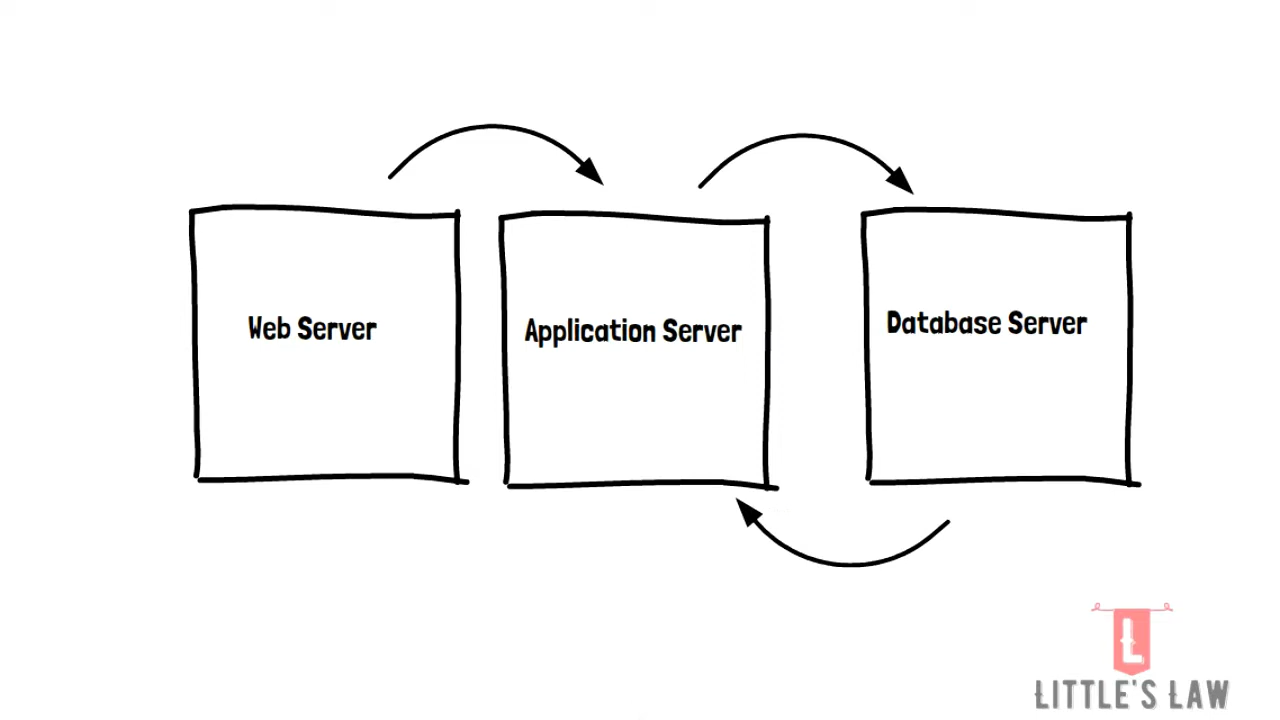 Web Server
Application Server
Database Server
L
LITTLE'S LAW